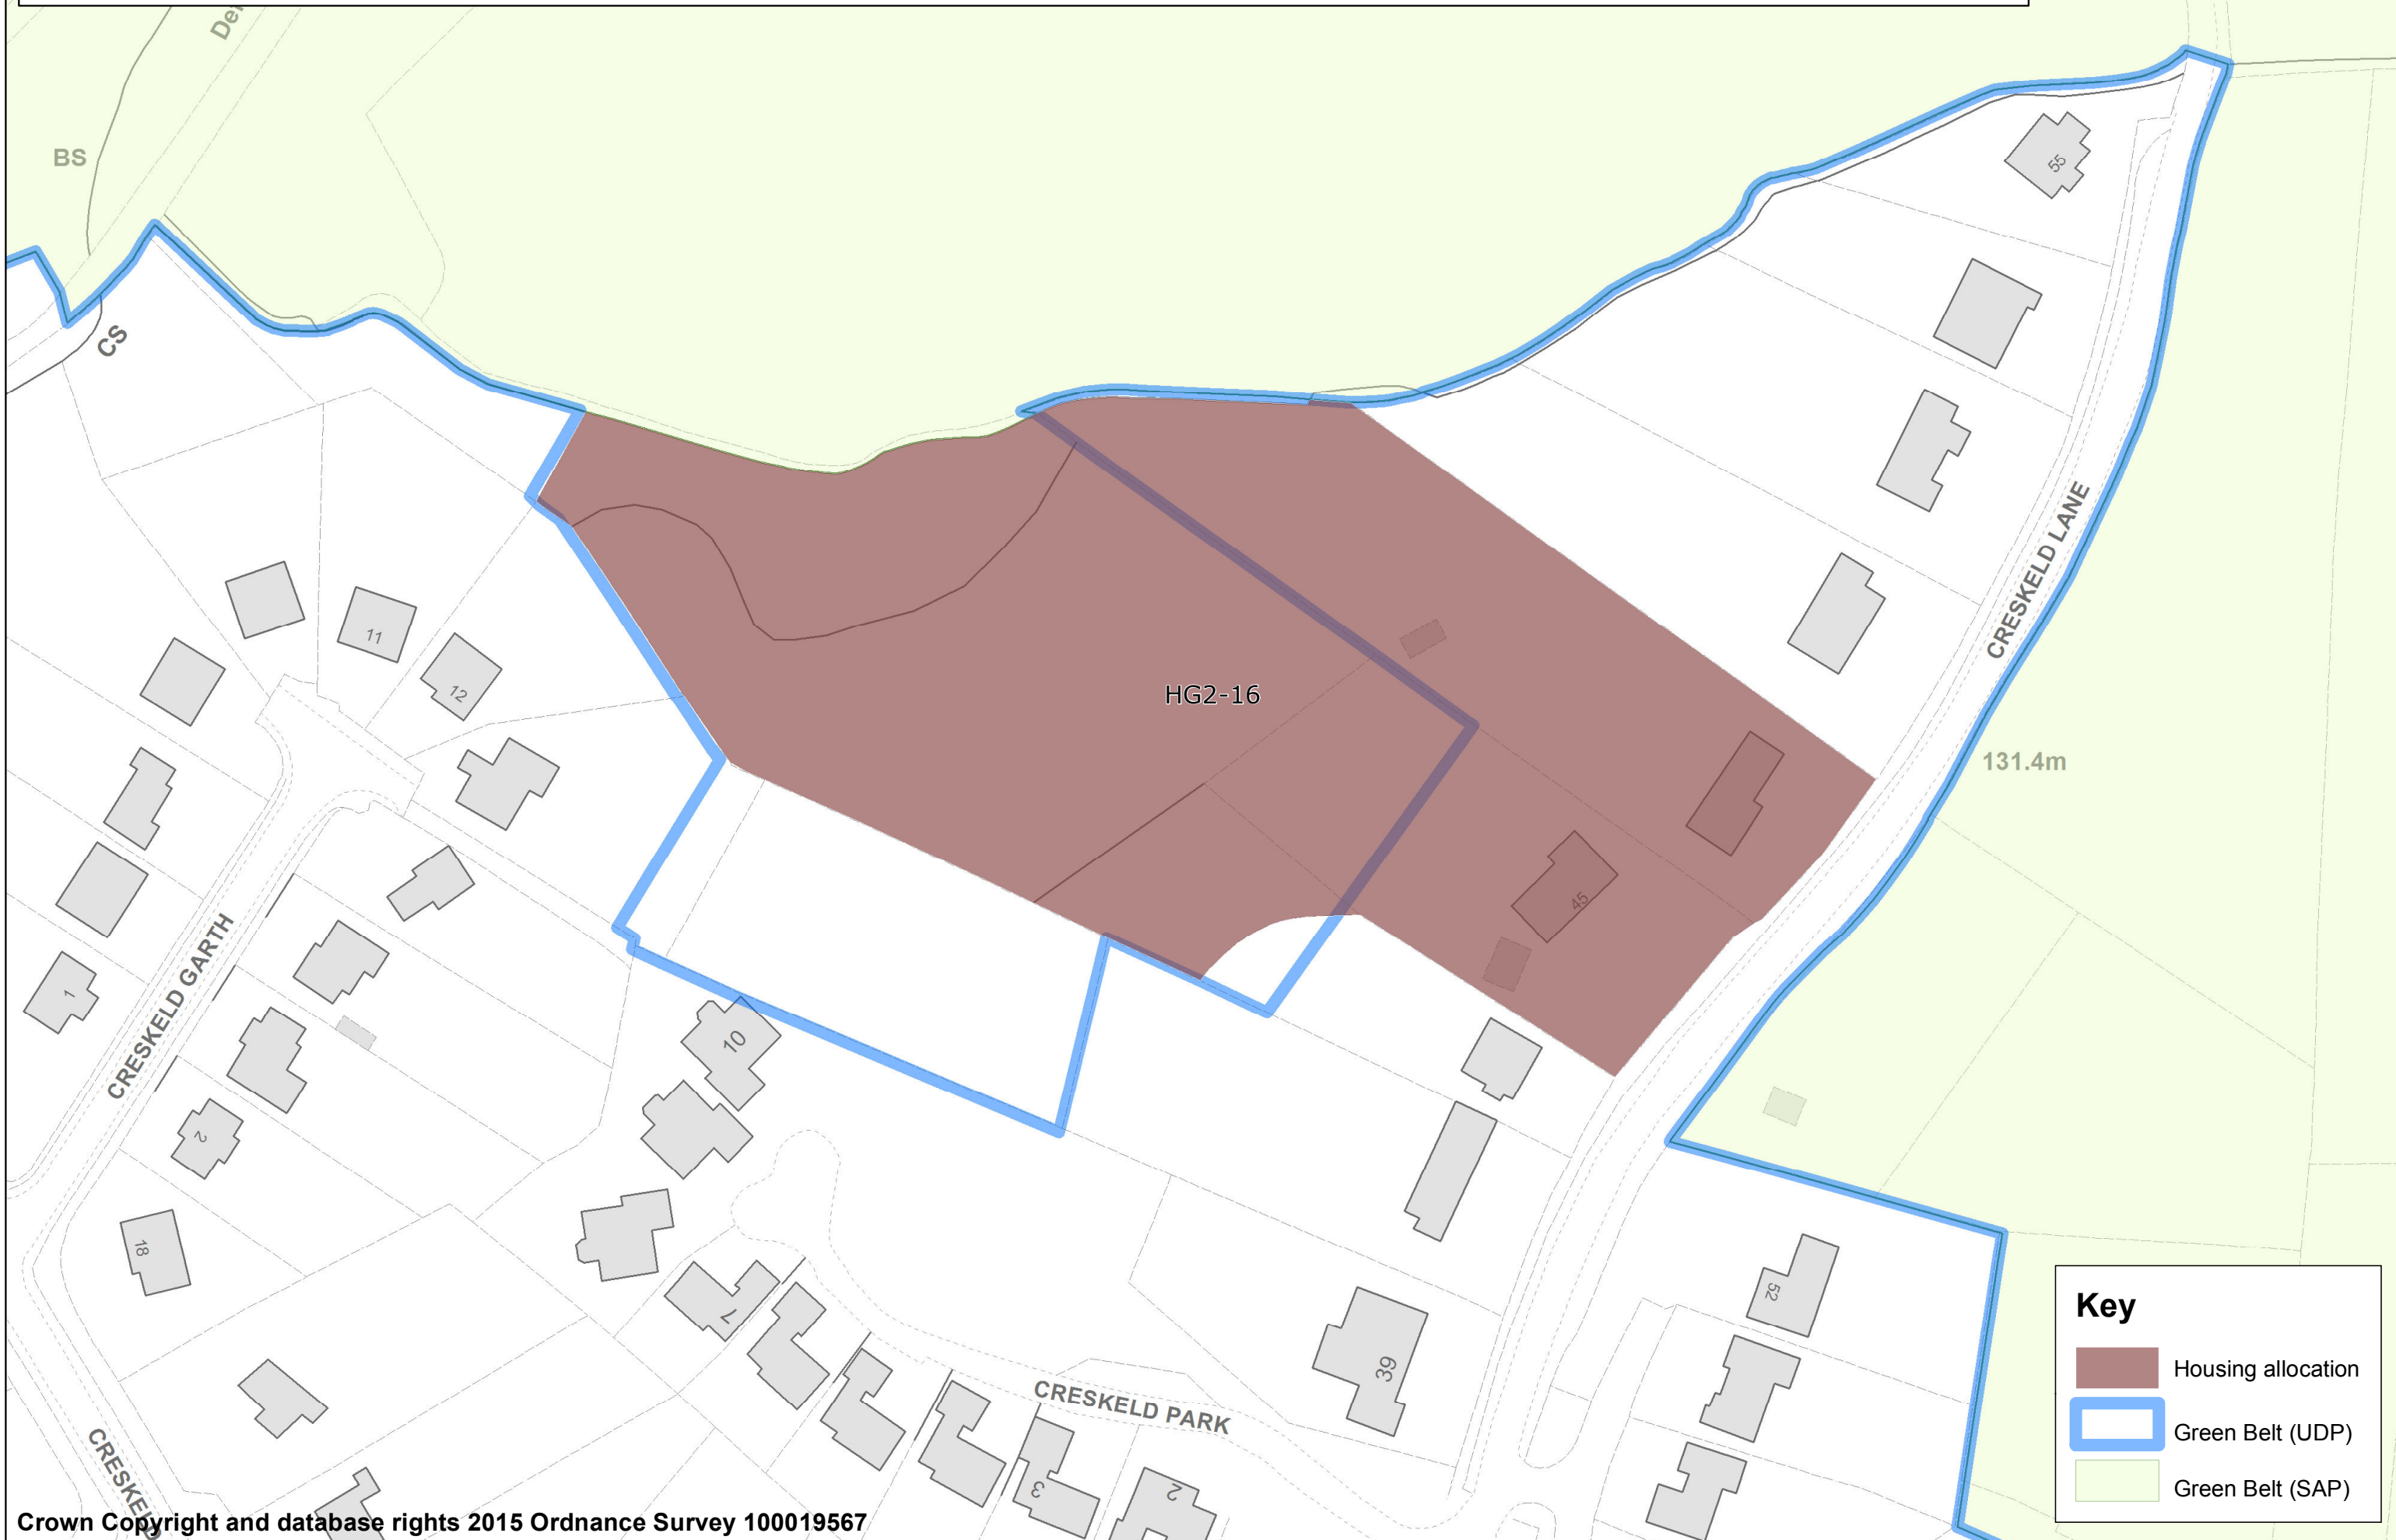 BS
CS
55
11
12
HG2-16
CRESKELD LANE
131.4m
45
1
CRESKELD GARTH
10
2
18
7
52
39
CRESKELD PARK
3
2
CRESKELD
Key
Housing allocation
Green Belt (UDP)
Green Belt (SAP)
Crown Copyright and database rights 2015 Ordnance Survey 100019567